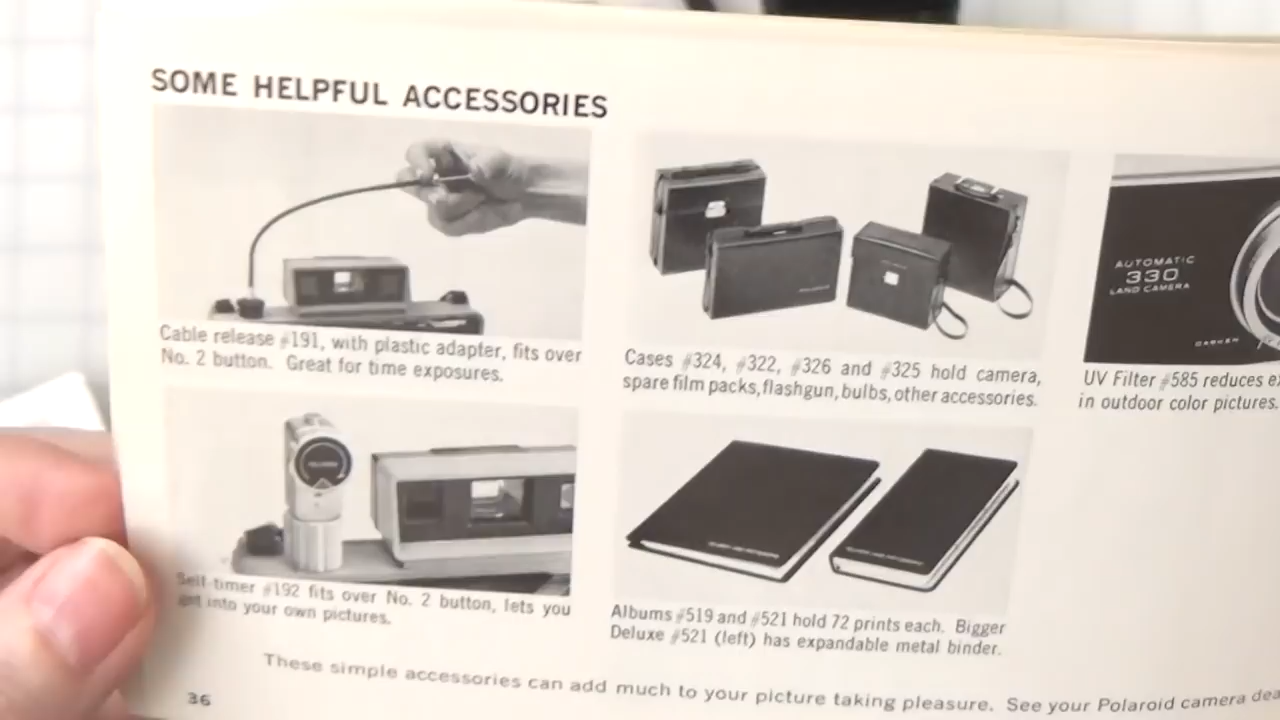 SOME HELPFUL ACCESSORIES
Cable release #191, with plastic adapter, fits over
No. 2 button. Great for time exposures.
Cases #324, #322, #326 and #325 hold camera,
spare film packs, flashgun, bulbs, other accessories.
AUTOMATIC
330
LAND CAMERA
UV Filter #585 reduces
in outdoor color pictures.
Self-timer #192 fits over No. 2 button, lets you
get into your own pictures.
Albums #519 and #521 hold 72 prints each. Bigger
Deluxe #521 (left) has expandable metal binder.
These simple accessories can add much to your picture taking pleasure. See your Polaroid camera
36